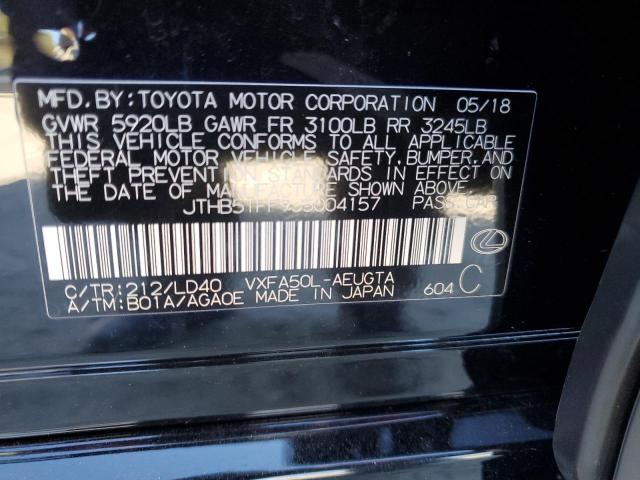 MFD. BY: TOYOTA MOTOR CORPORATION 05/18
GVWR 5920LB GAWR FR 3100LB RR 3245LB
THIS VEHICLE CONFORMS TO ALL APPLICABLE
FEDERAL MOTOR VEHICLE SAFETY, BUMPER, AND
THEFT PREVENTION STANDARDS IN EFFECT ON
THE DATE OF MANUFACTURE SHOWN ABOVE.
PASS. CAR
C/TR: 212/LD40 VXFA50L-AEUGTA
A/TM: B01A/AGA0E MADE IN JAPAN 604 C